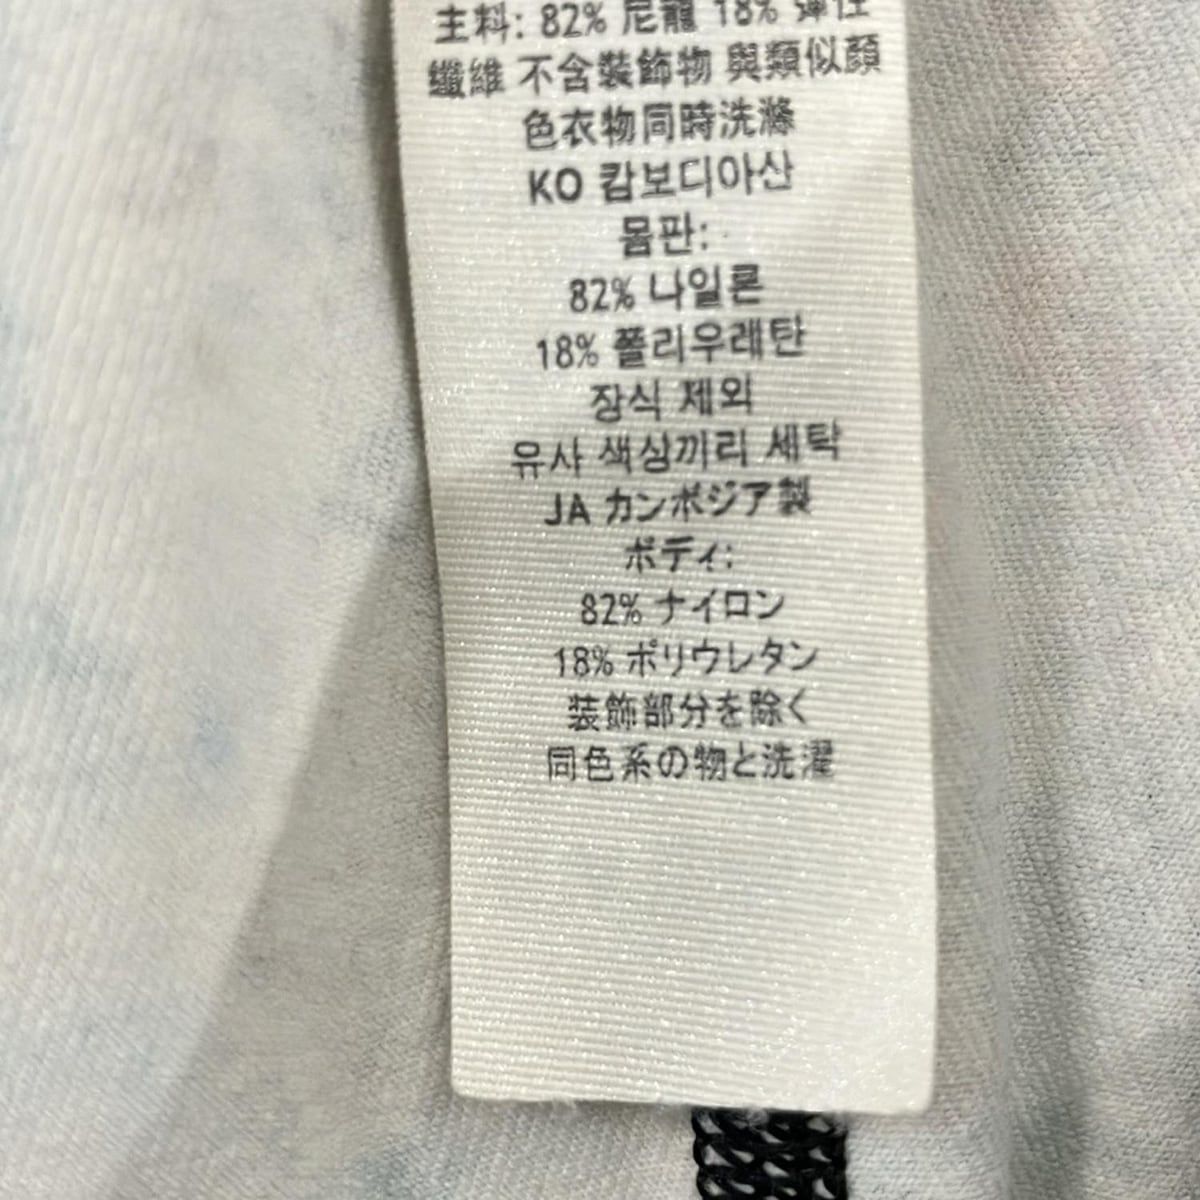 主料: 82% 尼龍 18% 彈性
纖維 不含裝飾物 與類似顏
色衣物同時洗滌
KO 캄보디아산
몸판:
82% 나일론
18% 폴리우레탄
장식 제외
유사 색상끼리 세탁
JA カンボジア製
ボディ:
82% ナイロン
18% ポリウレタン
装飾部分を除く
同色系の物と洗濯